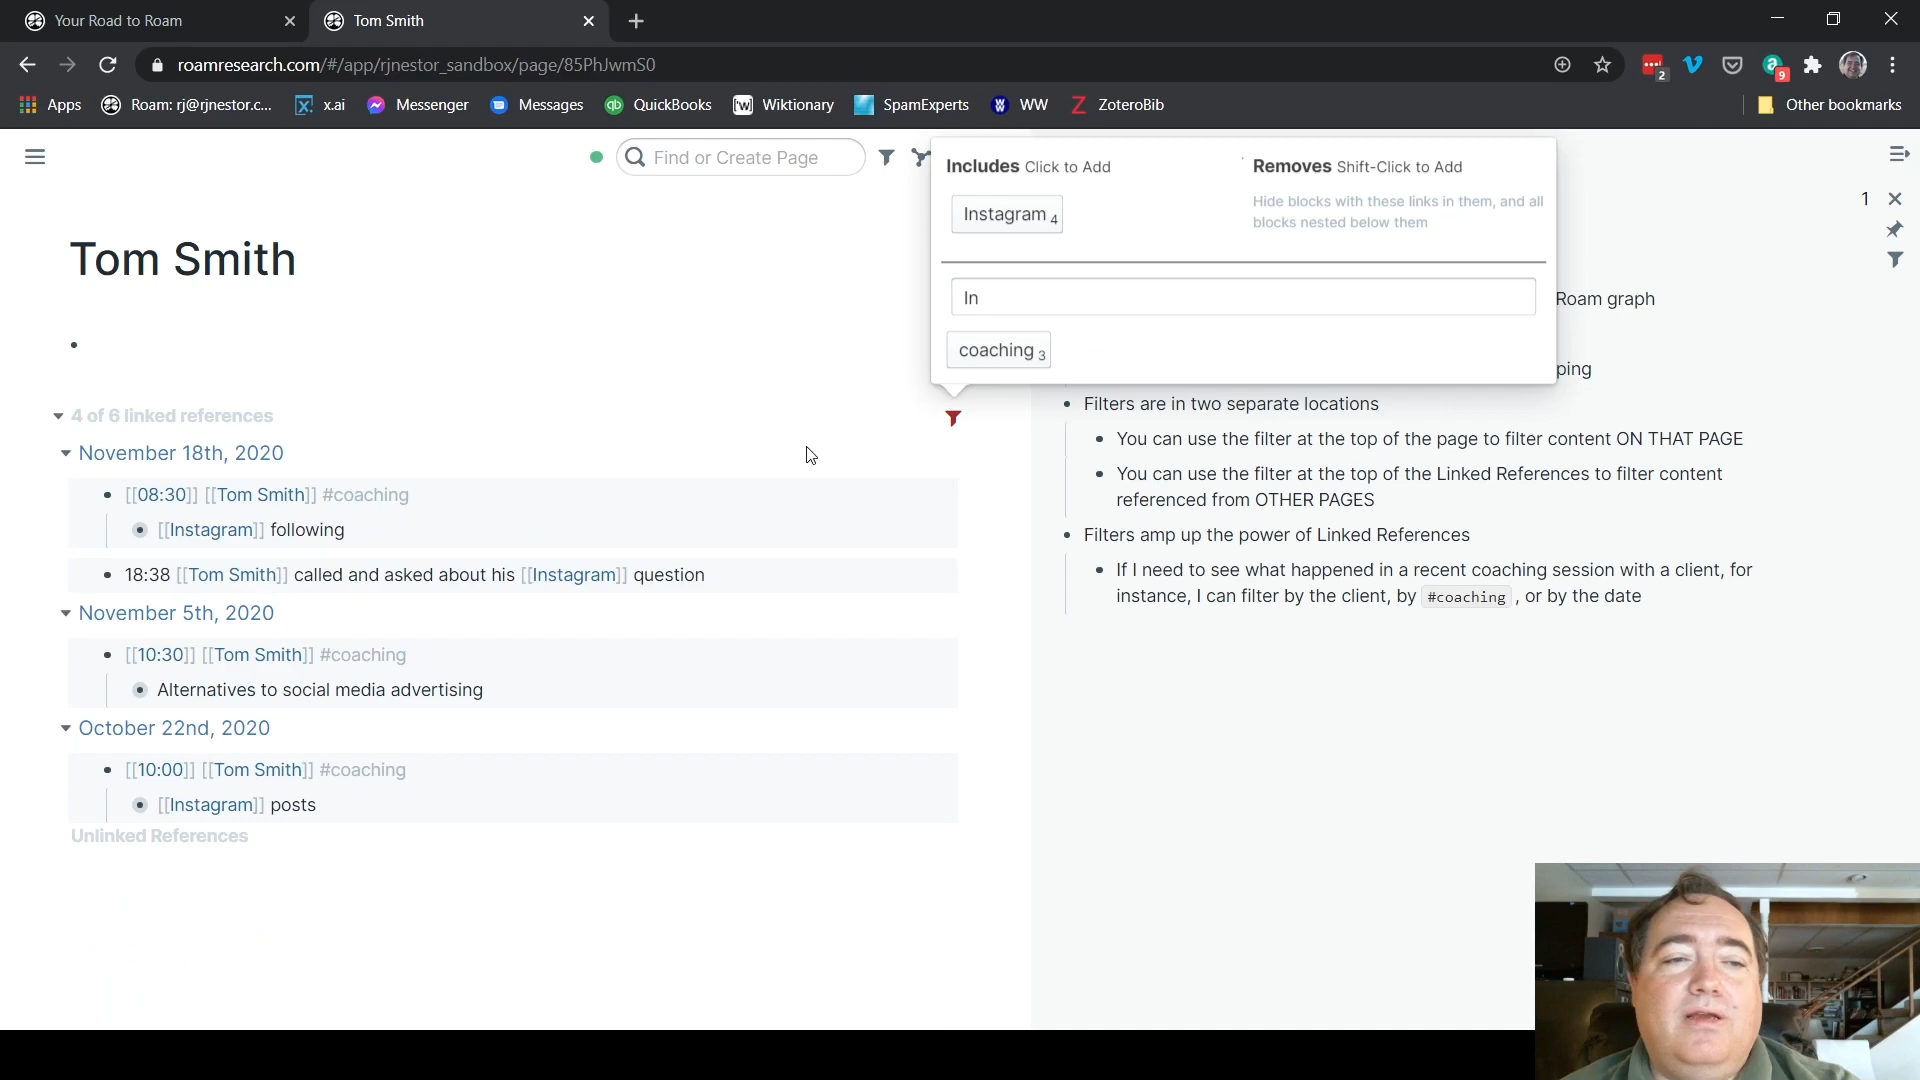 Your Road to Roam
Tom Smith
roamresearch.com/#/app/rjnestor_sandbox/page/85PhJwmS0
2
9
Apps
Roam: rj@rjnestor.c...
x.ai
Messenger
Messages
QuickBooks
Wiktionary
SpamExperts
WW
ZoteroBib
Other bookmarks
Find or Create Page
Includes Click to Add
Removes Shift-Click to Add
Instagram 4
Hide blocks with these links in them, and all
blocks nested below them
In
coaching 3
Tom Smith
4 of 6 linked references
November 18th, 2020
[[08:30]] [[Tom Smith]] #coaching
[[Instagram]] following
18:38 [[Tom Smith]] called and asked about his [[Instagram]] question
November 5th, 2020
[[10:30]] [[Tom Smith]] #coaching
Alternatives to social media advertising
October 22nd, 2020
[[10:00]] [[Tom Smith]] #coaching
[[Instagram]] posts
Unlinked References
1
Roam graph
ping
Filters are in two separate locations
You can use the filter at the top of the page to filter content ON THAT PAGE
You can use the filter at the top of the Linked References to filter content
referenced from OTHER PAGES
Filters amp up the power of Linked References
If I need to see what happened in a recent coaching session with a client, for
instance, I can filter by the client, by #coaching , or by the date